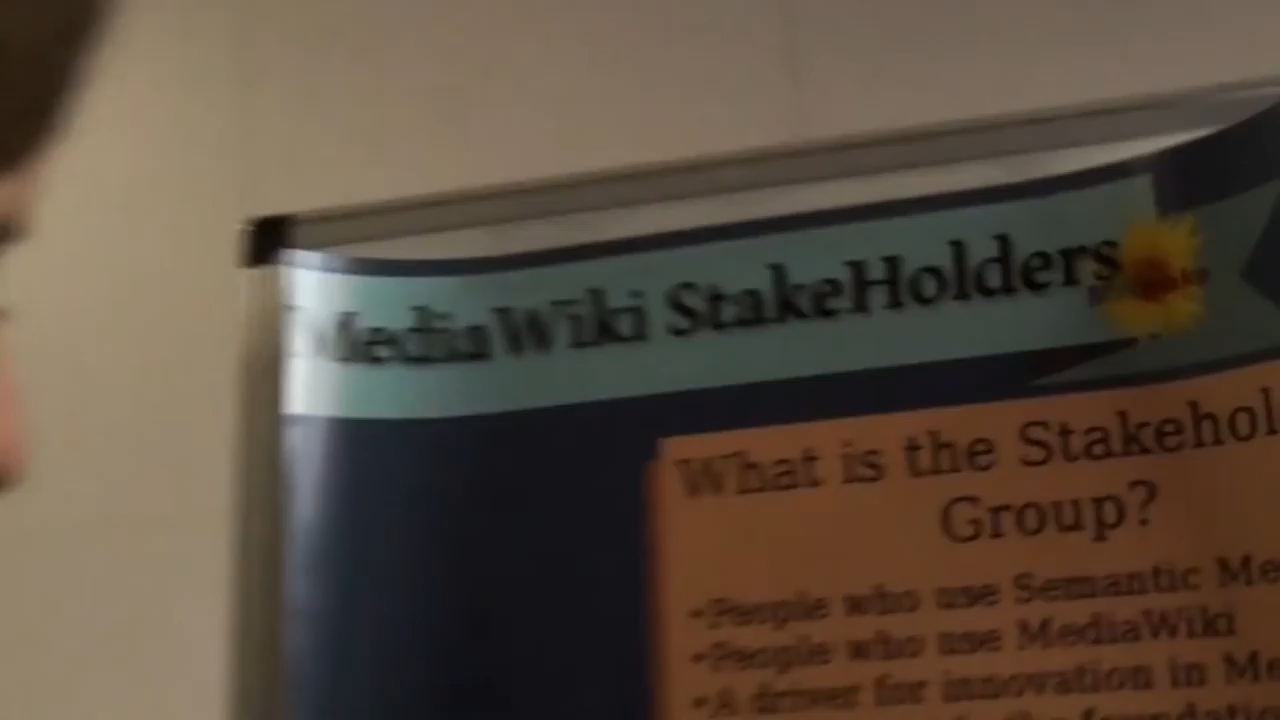 MediaWiki StakeHolders
What is the Stakehol
Group?
•People who use Semantic Me
•People who use MediaWiki
•A driver for innovation in Me